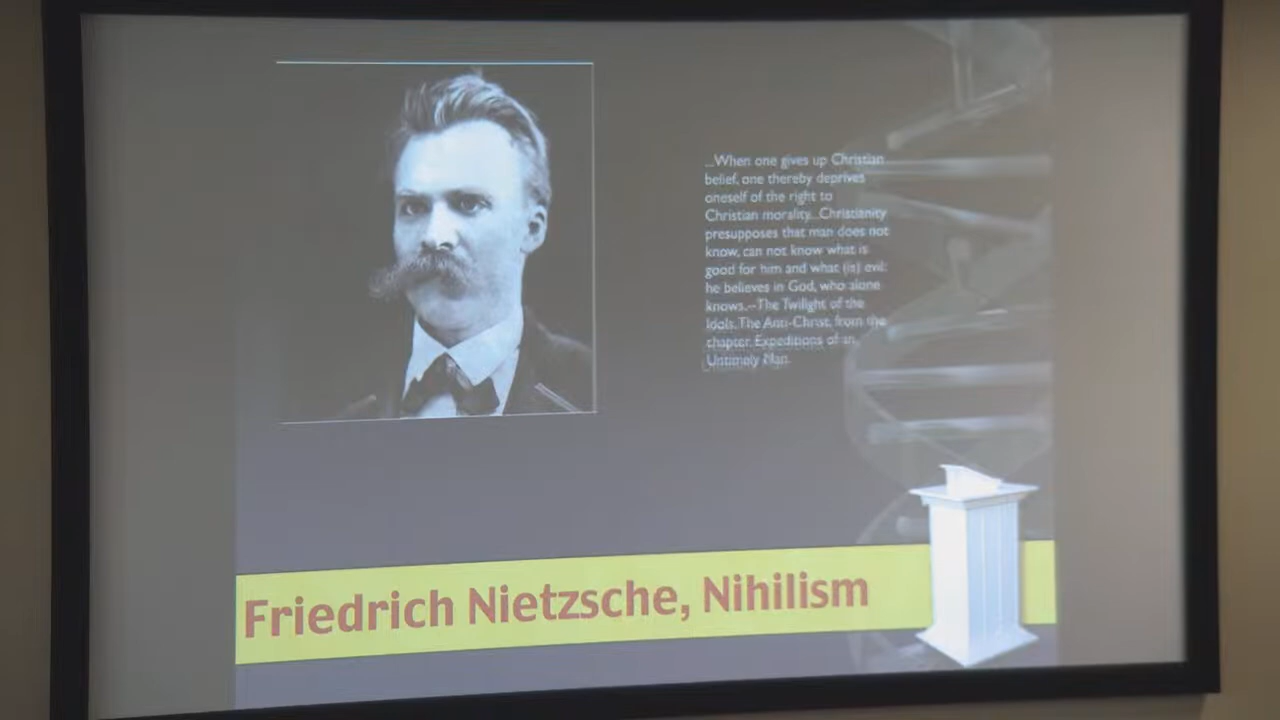 ...When one gives up Christian
belief, one thereby deprives
oneself of the right to
Christian morality...Christianity
presupposes that man does not
know, can not know what is
good for him and what (is) evil:
he believes in God, who alone
knows.--The Twilight of the
Idols. The Anti-Christ, from the
chapter. Expeditions of an
Untimely Man.
Friedrich Nietzsche, Nihilism